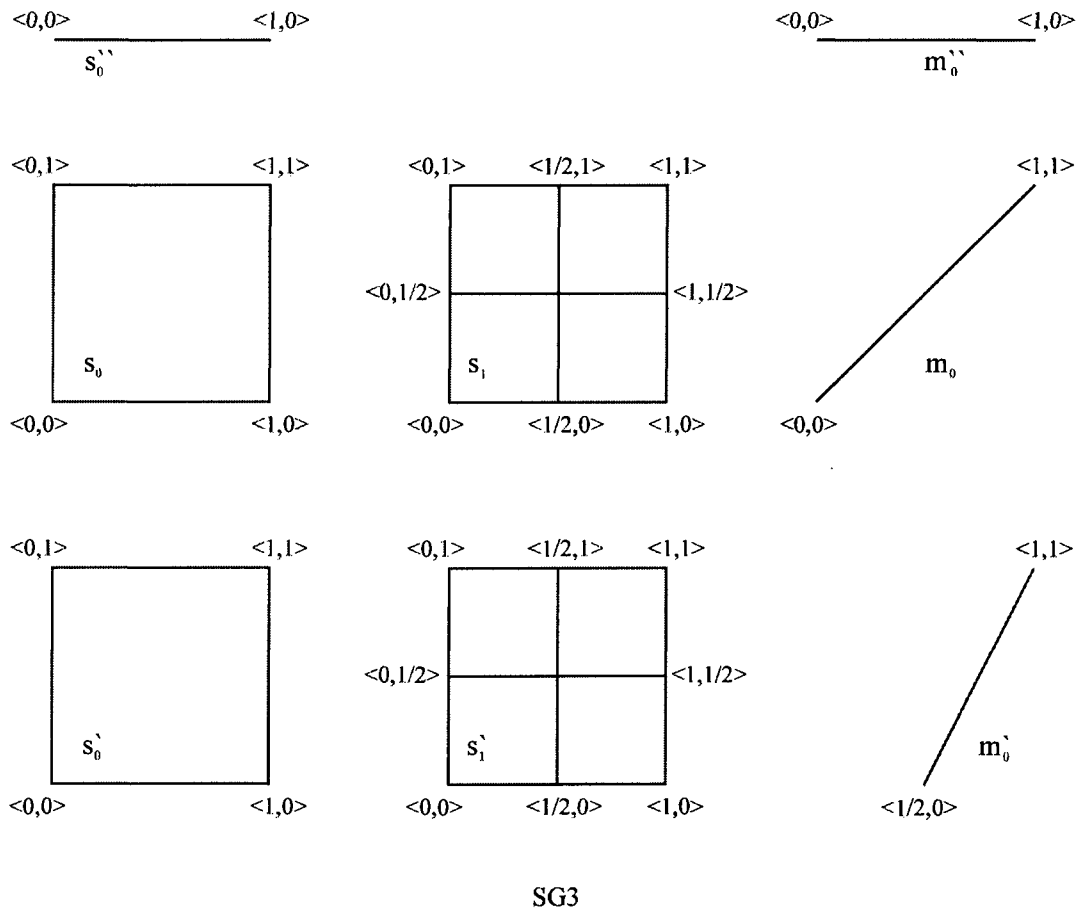 <0,0> <1,0> <0,0> <1,0>
s₀`` m₀``
<0,1> <1,1> <0,1> <1/2,1> <1,1> <1,1>
<0,1/2> <1,1/2>
s₀ s₁ m₀
<0,0> <1,0> <0,0> <1/2,0> <1,0> <0,0>
<0,1> <1,1> <0,1> <1/2,1> <1,1> <1,1>
<0,1/2> <1,1/2>
s₀` s₁` m₀`
<0,0> <1,0> <0,0> <1/2,0> <1,0> <1/2,0>
SG3